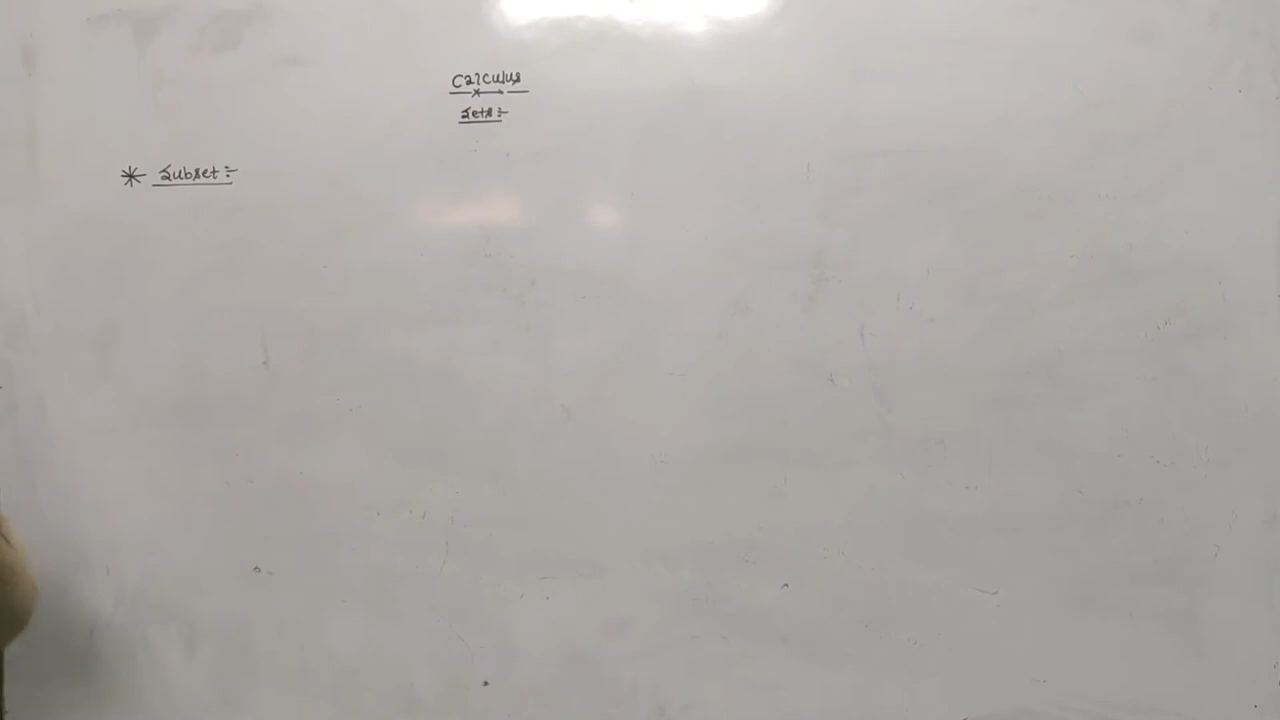 Calculus
Sets :-
* Subset :-